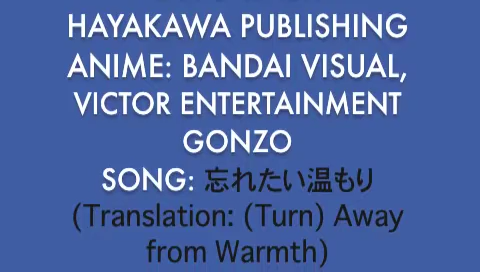 HAYAKAWA PUBLISHING
ANIME: BANDAI VISUAL,
VICTOR ENTERTAINMENT
GONZO
SONG: 忘れたい温もり
(Translation: (Turn) Away
from Warmth)